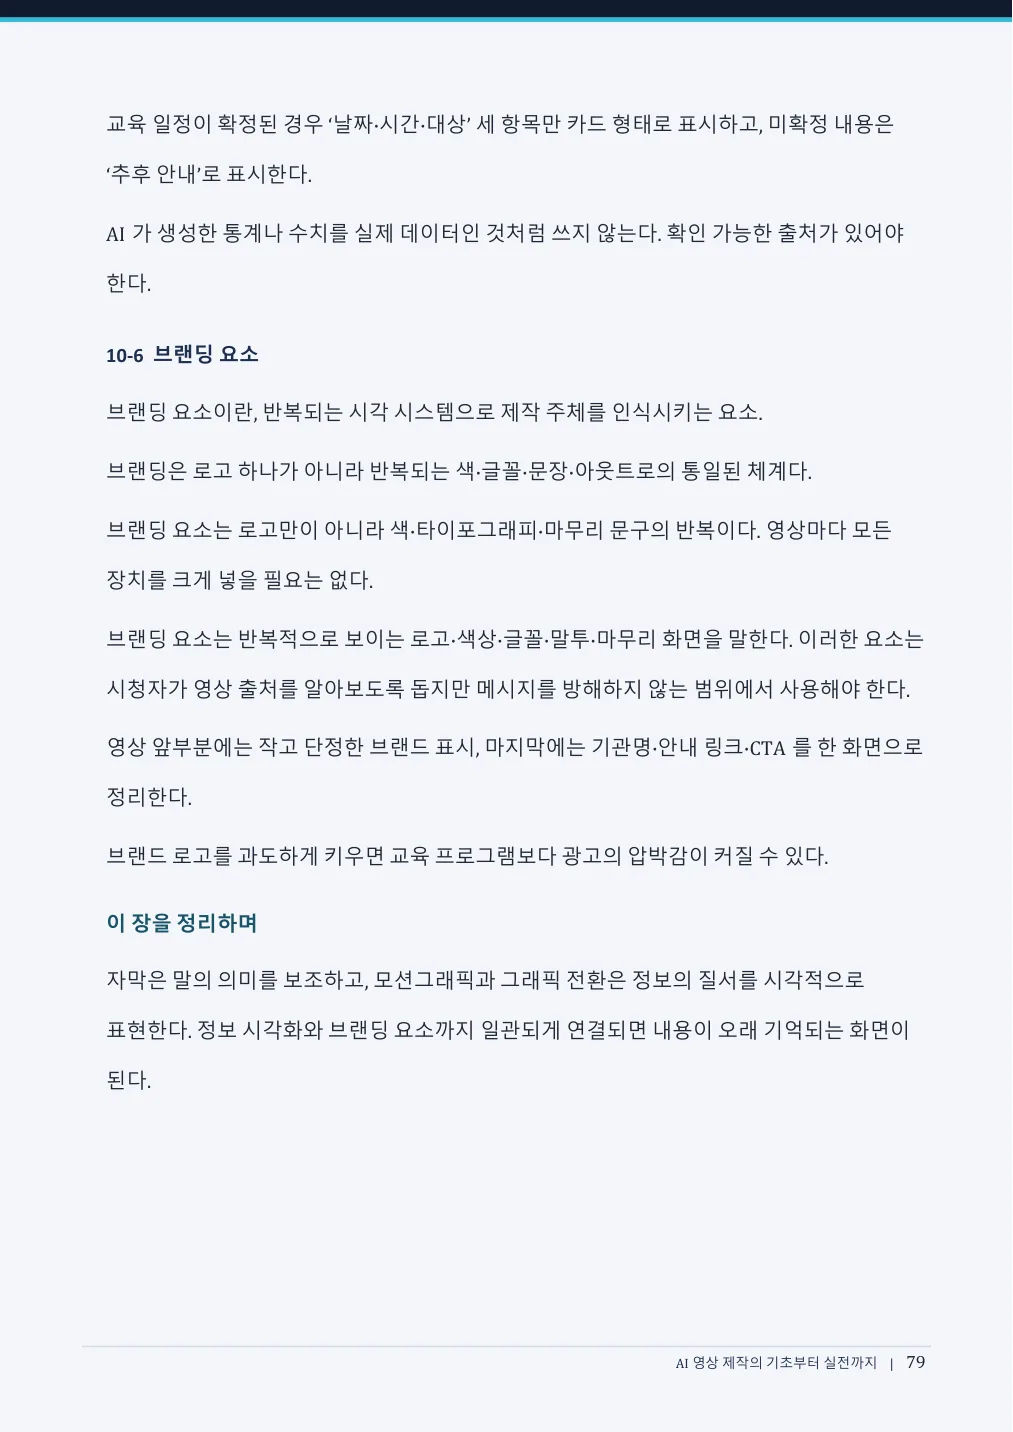 교육 일정이 확정된 경우 ‘날짜·시간·대상’ 세 항목만 카드 형태로 표시하고, 미확정 내용은
‘추후 안내’로 표시한다.
AI 가 생성한 통계나 수치를 실제 데이터인 것처럼 쓰지 않는다. 확인 가능한 출처가 있어야
한다.
10-6 브랜딩 요소
브랜딩 요소이란, 반복되는 시각 시스템으로 제작 주체를 인식시키는 요소.
브랜딩은 로고 하나가 아니라 반복되는 색·글꼴·문장·아웃트로의 통일된 체계다.
브랜딩 요소는 로고만이 아니라 색·타이포그래피·마무리 문구의 반복이다. 영상마다 모든
장치를 크게 넣을 필요는 없다.
브랜딩 요소는 반복적으로 보이는 로고·색상·글꼴·말투·마무리 화면을 말한다. 이러한 요소는
시청자가 영상 출처를 알아보도록 돕지만 메시지를 방해하지 않는 범위에서 사용해야 한다.
영상 앞부분에는 작고 단정한 브랜드 표시, 마지막에는 기관명·안내 링크·CTA 를 한 화면으로
정리한다.
브랜드 로고를 과도하게 키우면 교육 프로그램보다 광고의 압박감이 커질 수 있다.
이 장을 정리하며
자막은 말의 의미를 보조하고, 모션그래픽과 그래픽 전환은 정보의 질서를 시각적으로
표현한다. 정보 시각화와 브랜딩 요소까지 일관되게 연결되면 내용이 오래 기억되는 화면이
된다.
AI 영상 제작의 기초부터 실전까지 | 79